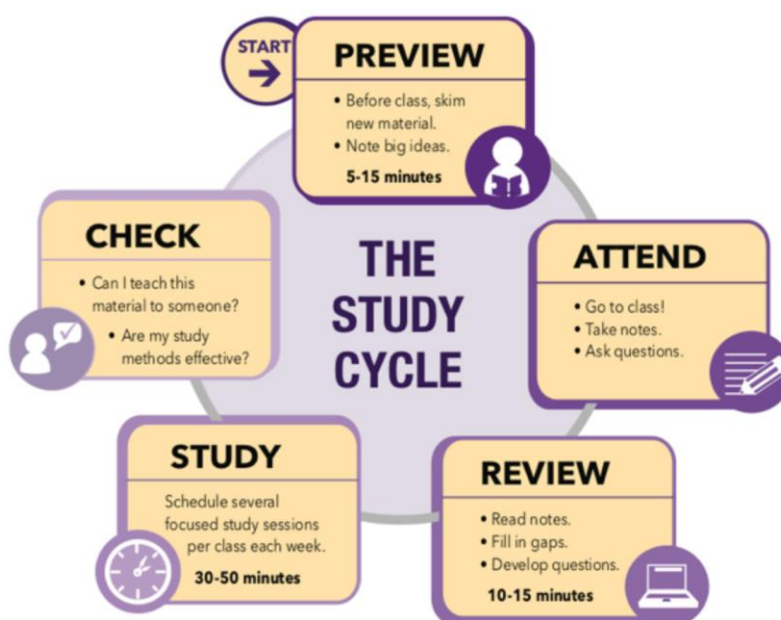 START
PREVIEW
• Before class, skim
new material.
• Note big ideas.
5-15 minutes
THE
STUDY
CYCLE
ATTEND
• Go to class!
• Take notes.
• Ask questions.
REVIEW
• Read notes.
• Fill in gaps.
• Develop questions.
10-15 minutes
STUDY
Schedule several
focused study sessions
per class each week.
30-50 minutes
CHECK
• Can I teach this
material to someone?
• Are my study
methods effective?